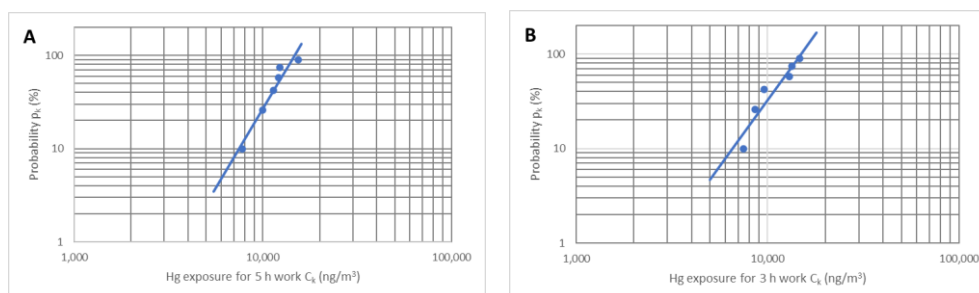 A
100
10
1
Probability pₖ (%)
1,000 10,000 100,000
Hg exposure for 5 h work Cₖ (ng/m³)
B
100
10
1
Probability pₖ (%)
1,000 10,000 100,000
Hg exposure for 3 h work Cₖ (ng/m³)